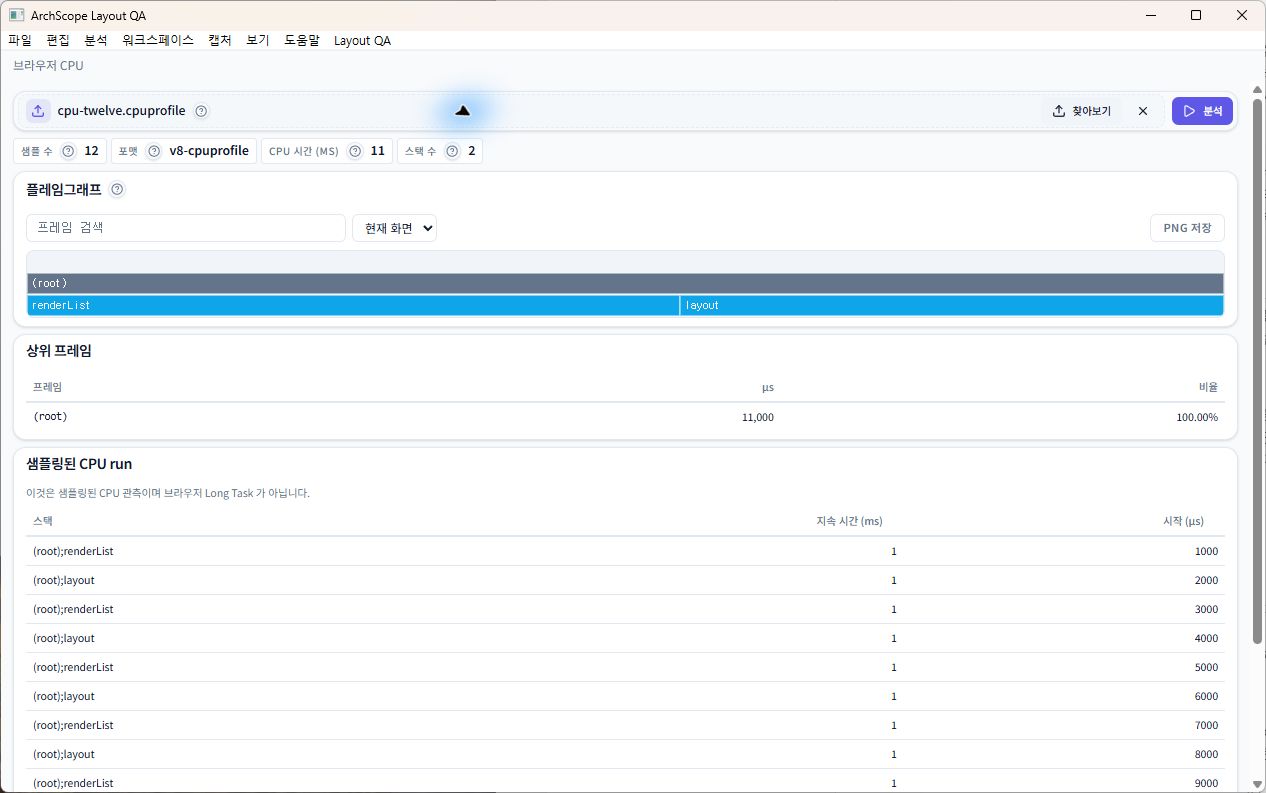 ArchScope Layout QA
파일 편집 분석 워크스페이스 캡처 보기 도움말 Layout QA
브라우저 CPU
cpu-twelve.cpuprofile ? 찾아보기 분석
샘플 수 ? 12 포맷 ? v8-cpuprofile CPU 시간 (MS) ? 11 스택 수 ? 2
플레임그래프 ?
프레임 검색 현재 화면 PNG 저장
(root)
renderList layout
상위 프레임
프레임 µs 비율
(root) 11,000 100.00%
샘플링된 CPU run
이것은 샘플링된 CPU 관측이며 브라우저 Long Task 가 아닙니다.
스택 지속 시간 (ms) 시작 (µs)
(root);renderList 1 1000
(root);layout 1 2000
(root);renderList 1 3000
(root);layout 1 4000
(root);renderList 1 5000
(root);layout 1 6000
(root);renderList 1 7000
(root);layout 1 8000
(root);renderList 1 9000